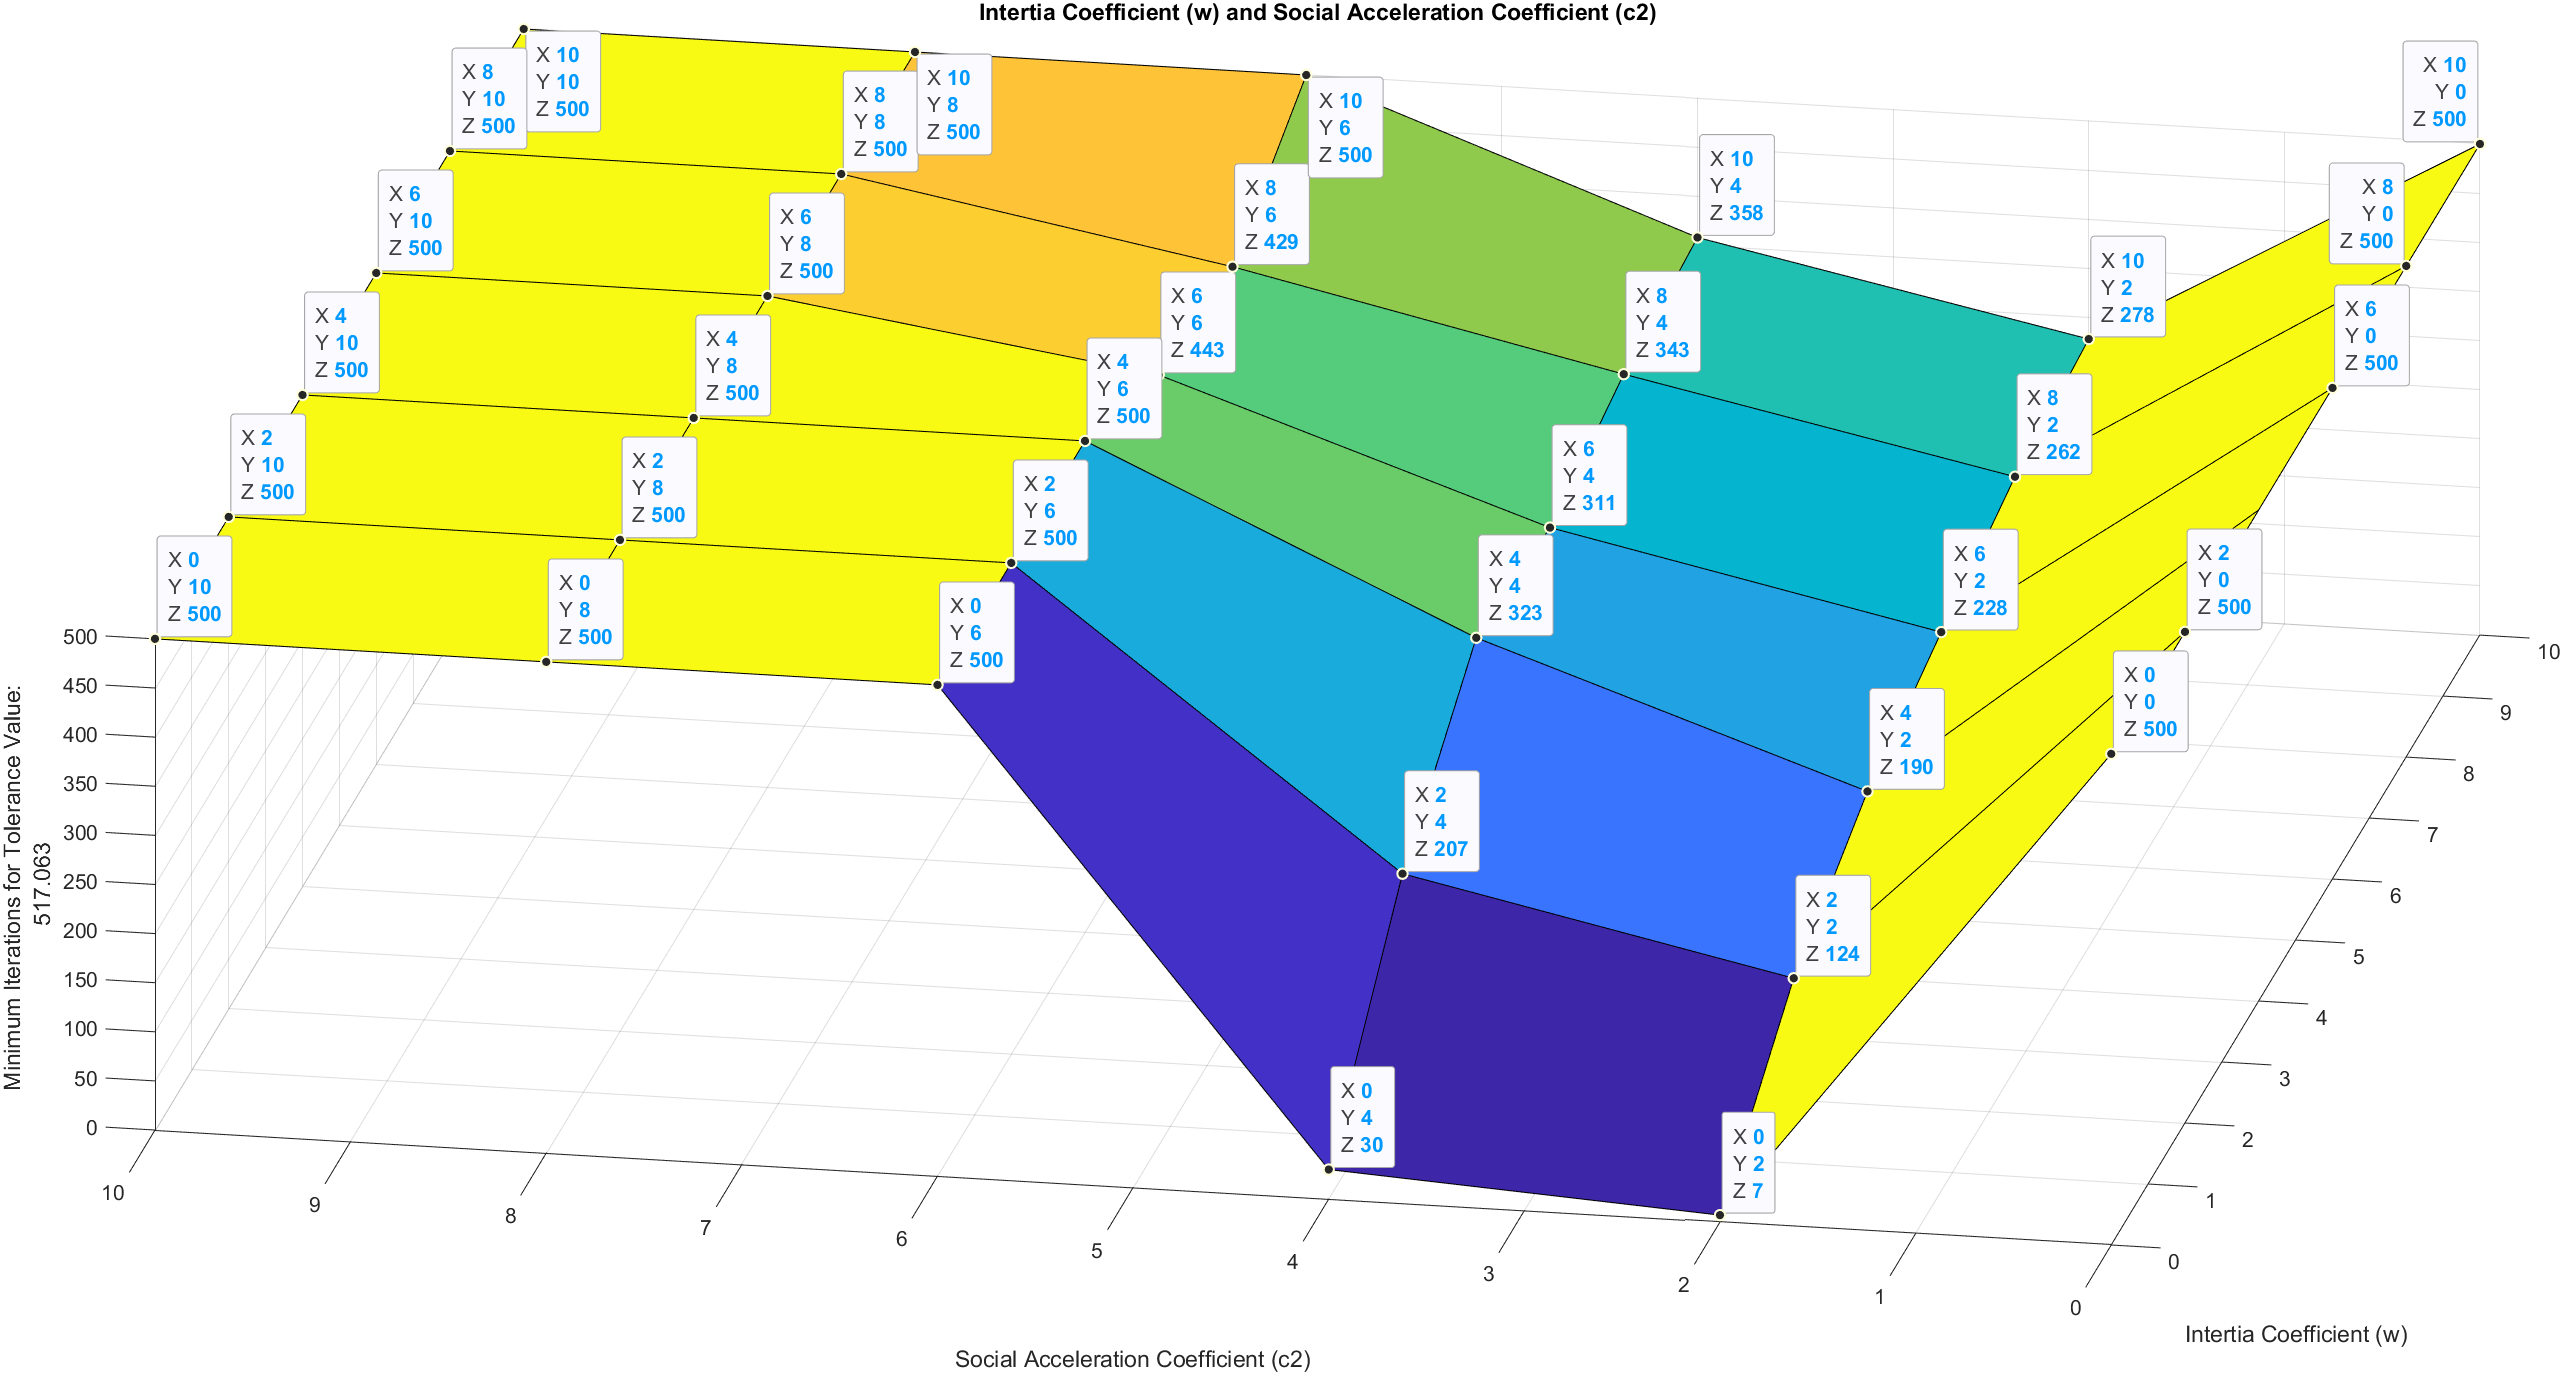 Intertia Coefficient (w) and Social Acceleration Coefficient (c2)
X 10
Y 10
Z 500
X 8
Y 10
Z 500
X 6
Y 10
Z 500
X 4
Y 10
Z 500
X 2
Y 10
Z 500
X 0
Y 10
Z 500
X 10
Y 8
Z 500
X 8
Y 8
Z 500
X 6
Y 8
Z 500
X 4
Y 8
Z 500
X 2
Y 8
Z 500
X 0
Y 8
Z 500
X 10
Y 6
Z 500
X 8
Y 6
Z 429
X 6
Y 6
Z 443
X 4
Y 6
Z 500
X 2
Y 6
Z 500
X 0
Y 6
Z 500
X 10
Y 4
Z 358
X 8
Y 4
Z 343
X 6
Y 4
Z 311
X 4
Y 4
Z 323
X 2
Y 4
Z 207
X 0
Y 4
Z 30
X 10
Y 2
Z 278
X 8
Y 2
Z 262
X 6
Y 2
Z 228
X 4
Y 2
Z 190
X 2
Y 2
Z 124
X 0
Y 2
Z 7
X 10
Y 0
Z 500
X 8
Y 0
Z 500
X 6
Y 0
Z 500
X 2
Y 0
Z 500
X 0
Y 0
Z 500
Minimum Iterations for Tolerance Value:
517.063
500
450
400
350
300
250
200
150
100
50
0
10
9
8
7
6
5
4
3
2
1
0
Social Acceleration Coefficient (c2)
10
9
8
7
6
5
4
3
2
1
0
Intertia Coefficient (w)